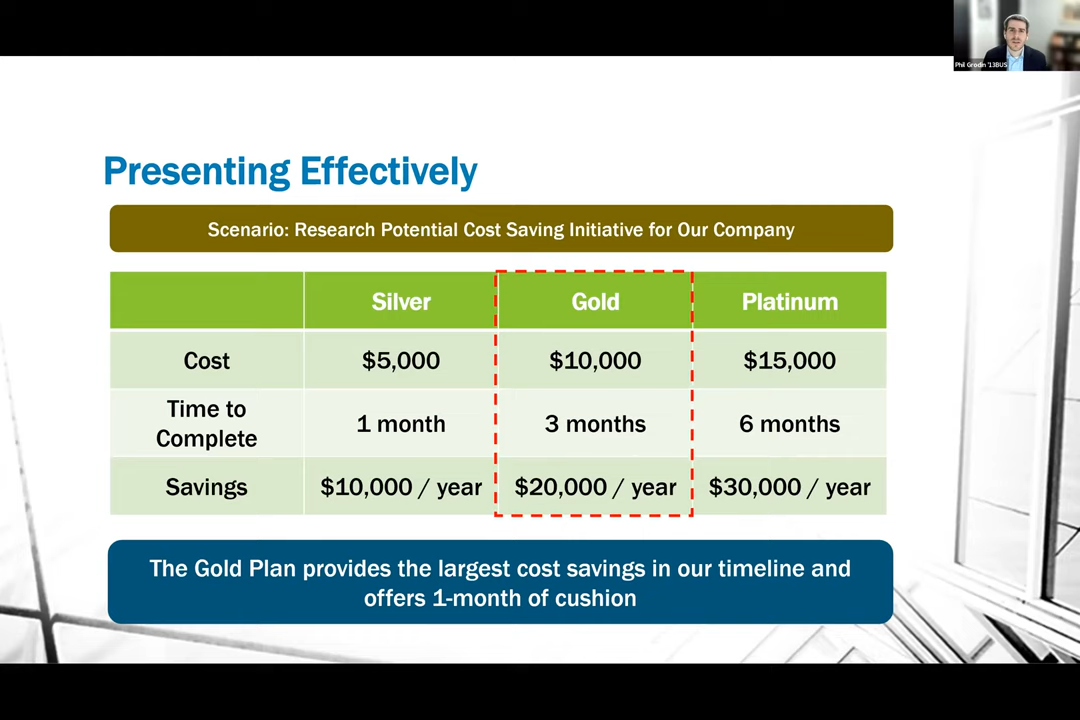 Phil Grodin '13BUS
Presenting Effectively
Scenario: Research Potential Cost Saving Initiative for Our Company
Silver Gold Platinum
Cost $5,000 $10,000 $15,000
Time to
Complete 1 month 3 months 6 months
Savings $10,000 / year $20,000 / year $30,000 / year
The Gold Plan provides the largest cost savings in our timeline and
offers 1-month of cushion